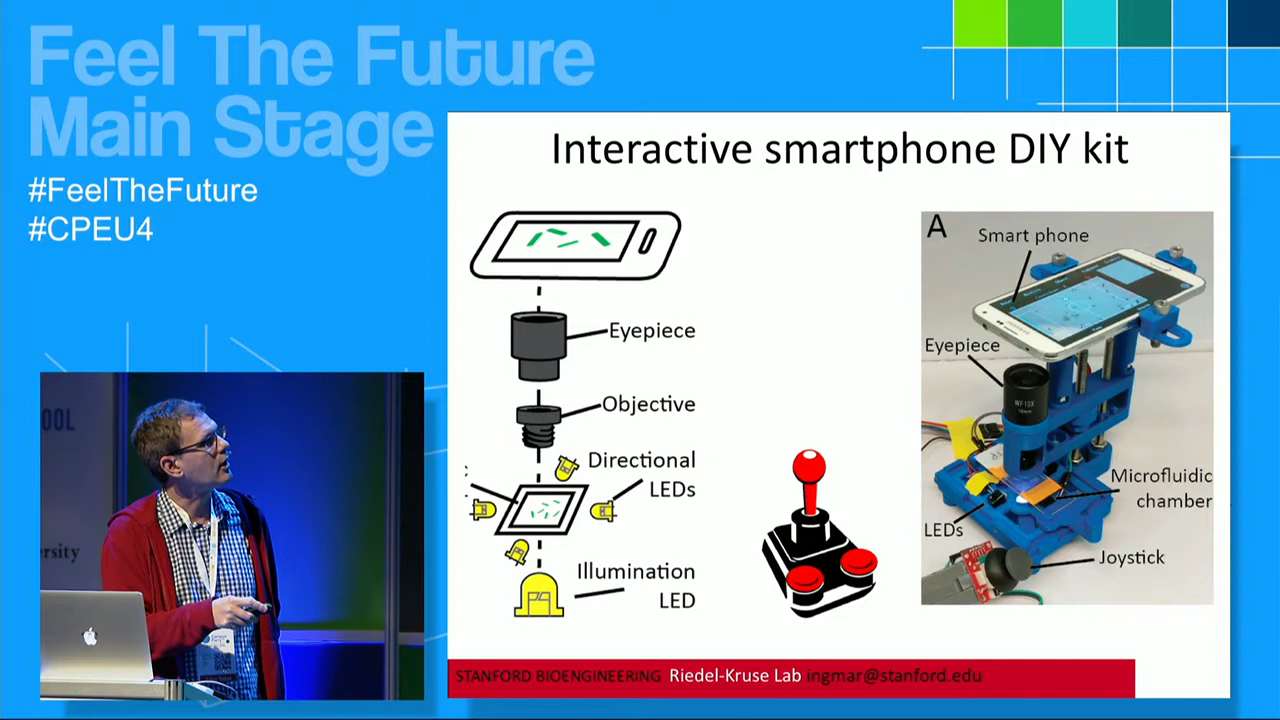 Feel The Future
Main Stage
#FeelTheFuture
#CPEU4
Interactive smartphone DIY kit
Eyepiece
Objective
Directional
LEDs
Illumination
LED
A
Smart phone
Eyepiece
WF10X
Microfluidic
chamber
LEDs
Joystick
STANFORD BIOENGINEERING Riedel-Kruse Lab ingmar@stanford.edu